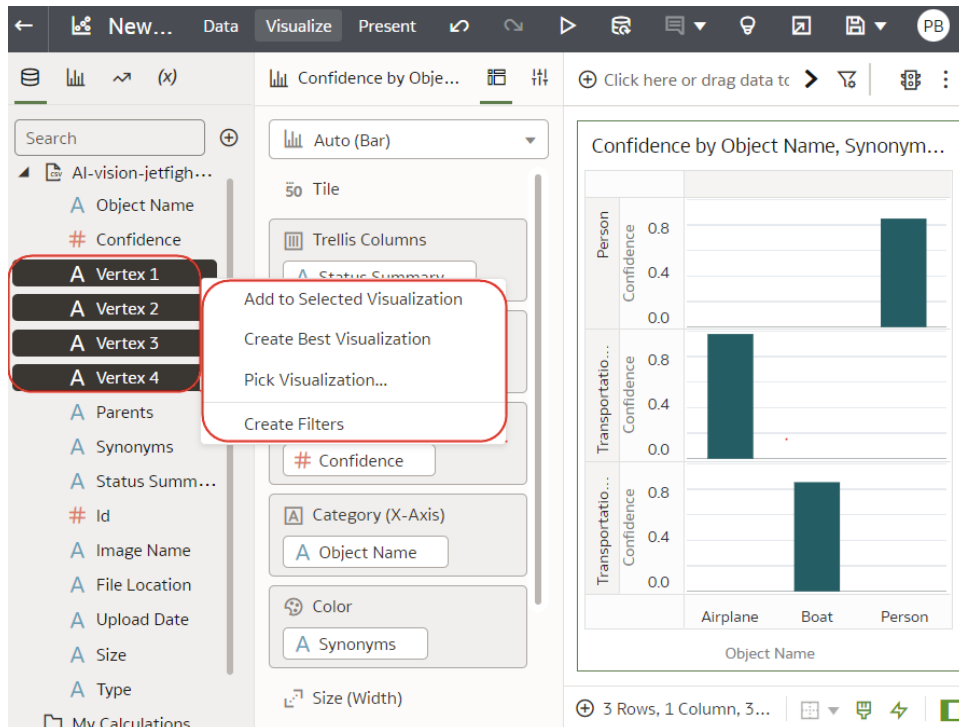 New... Data Visualize Present PB
(x) Confidence by Obje... Click here or drag data to
Search
AI-vision-jetfigh...
A Object Name
# Confidence
A Vertex 1
A Vertex 2
A Vertex 3
A Vertex 4
A Parents
A Synonyms
A Status Summ...
# Id
A Image Name
A File Location
A Upload Date
A Size
A Type
My Calculations
Add to Selected Visualization
Create Best Visualization
Pick Visualization...
Create Filters
Auto (Bar)
50 Tile
Trellis Columns
A Status Summary
# Confidence
A Category (X-Axis)
A Object Name
Color
A Synonyms
Size (Width)
Confidence by Object Name, Synonym...
Person
Confidence
0.8
0.4
0.0
Transportatio...
Confidence
0.8
0.4
0.0
Transportatio...
Confidence
0.8
0.4
0.0
Airplane Boat Person
Object Name
3 Rows, 1 Column, 3...